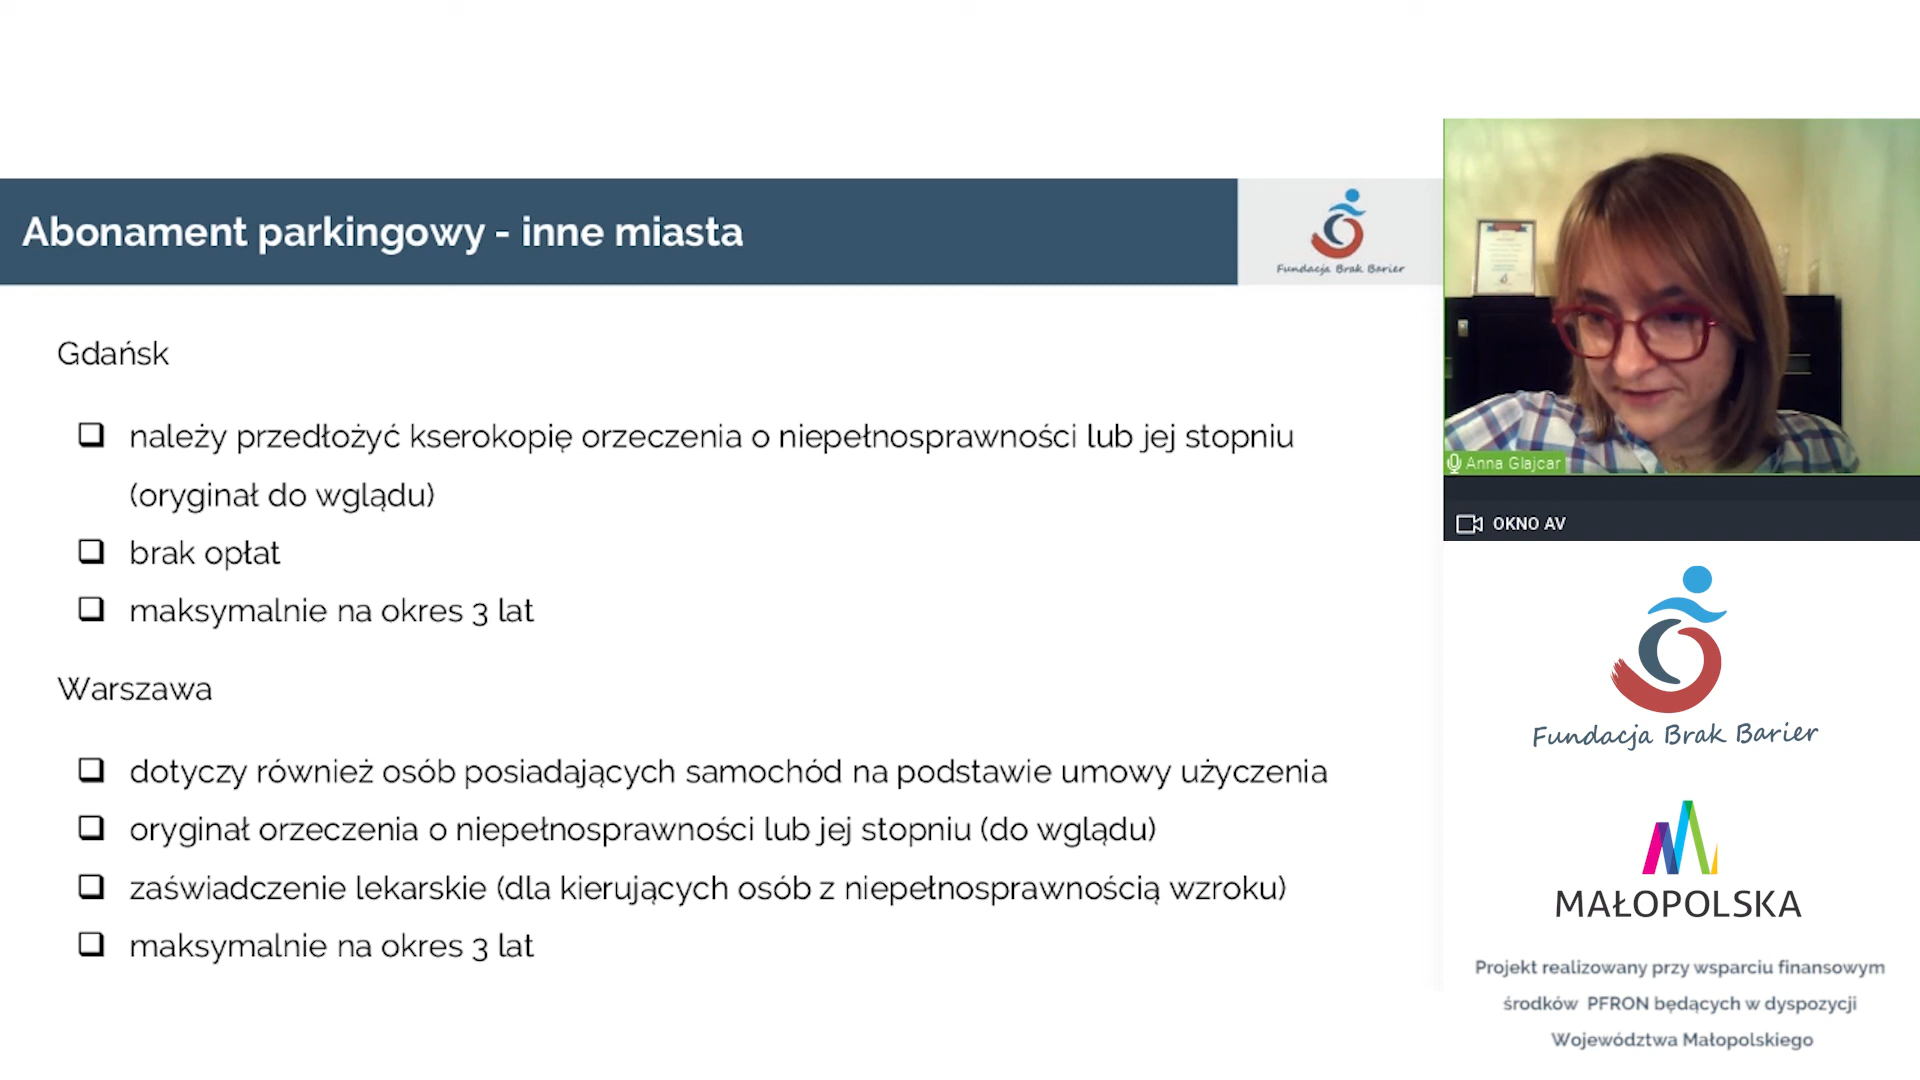 Abonament parkingowy - inne miasta
Fundacja Brak Barier
Gdańsk
należy przedłożyć kserokopię orzeczenia o niepełnosprawności lub jej stopniu
(oryginał do wglądu)
brak opłat
maksymalnie na okres 3 lat
Warszawa
dotyczy również osób posiadających samochód na podstawie umowy użyczenia
oryginał orzeczenia o niepełnosprawności lub jej stopniu (do wglądu)
zaświadczenie lekarskie (dla kierujących osób z niepełnosprawnością wzroku)
maksymalnie na okres 3 lat
Anna Glajcar
OKNO AV
Fundacja Brak Barier
MAŁOPOLSKA
Projekt realizowany przy wsparciu finansowym
środków PFRON będących w dyspozycji
Województwa Małopolskiego